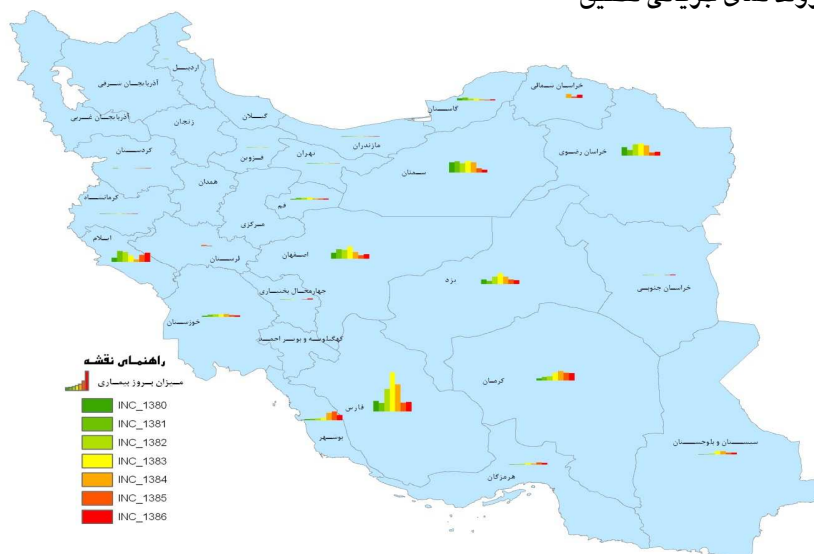 اردبیل
آذربایجان شرقی
آذربایجان غربی
زنجان
گیلان
کردستان
قزوین
تهران
مازندران
گلستان
خراسان شمالی
خراسان رضوی
سمنان
کرمانشاه
همدان
قم
مرکزی
ایلام
لرستان
اصفهان
یزد
خراسان جنوبی
چهارمحال بختیاری
خوزستان
کهگیلویه و بویر احمد
راهنمای نقشه
میزان بروز بیماری
INC_1380
INC_1381
INC_1382
INC_1383
INC_1384
INC_1385
INC_1386
فارس
کرمان
بوشهر
هرمزگان
سیستان و بلوچستان